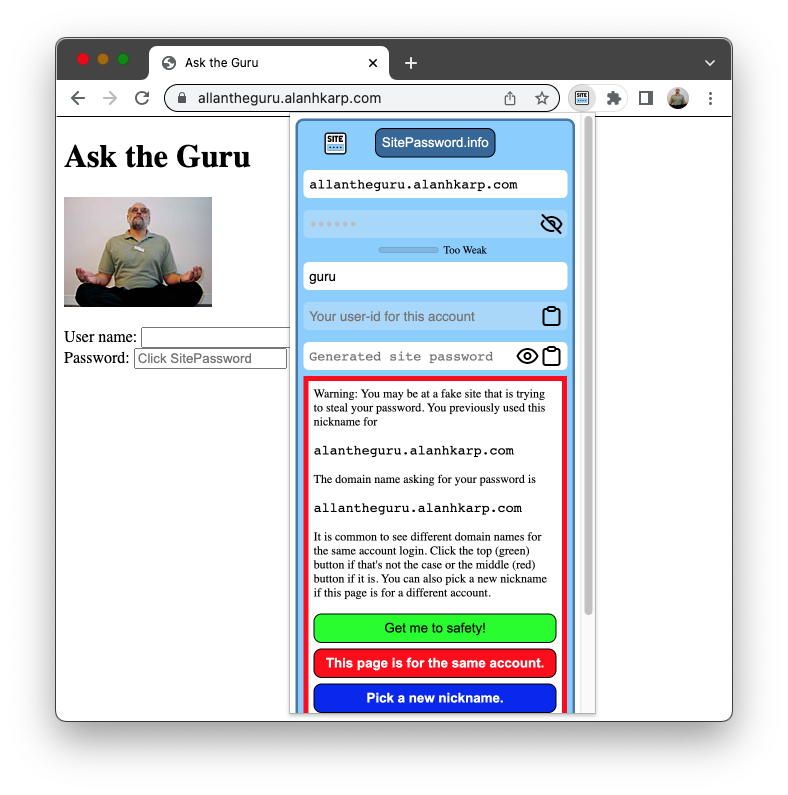 Ask the Guru
allantheguru.alanhkarp.com
SITE
SITE
SitePassword.info
Ask the Guru
allantheguru.alanhkarp.com
Too Weak
guru
User name:
Your user-id for this account
Password: Click SitePassword
Generated site password
Warning: You may be at a fake site that is trying
to steal your password. You previously used this
nickname for
alantheguru.alanhkarp.com
The domain name asking for your password is
allantheguru.alanhkarp.com
It is common to see different domain names for
the same account login. Click the top (green)
button if that's not the case or the middle (red)
button if it is. You can also pick a new nickname
if this page is for a different account.
Get me to safety!
This page is for the same account.
Pick a new nickname.